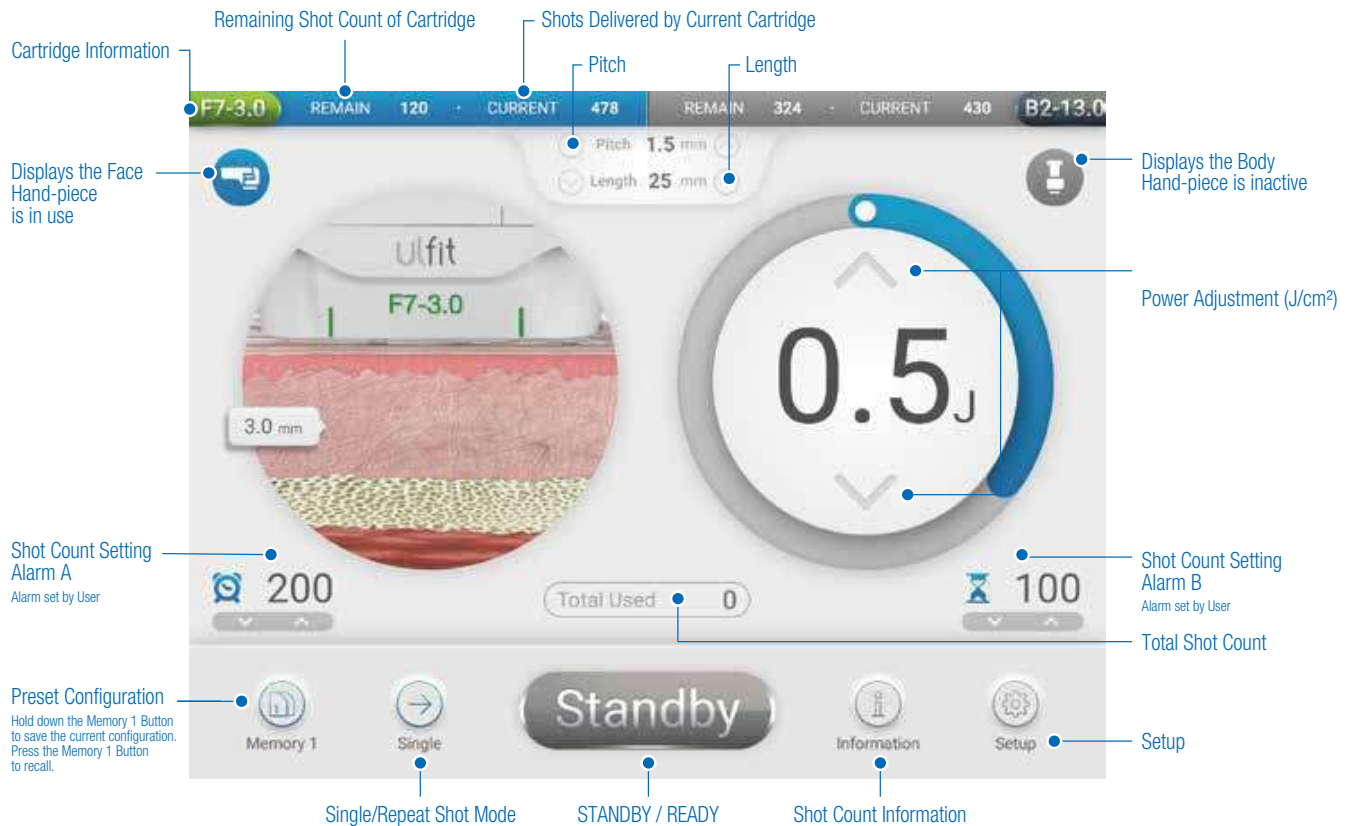 Remaining Shot Count of Cartridge
Shots Delivered by Current Cartridge
Cartridge Information
Pitch
Length
F7-3.0
REMAIN 120 · CURRENT 478
REMAIN 324 · CURRENT 430
B2-13.0
Pitch 1.5 mm
Length 25 mm
Displays the Face
Hand-piece
is in use
Displays the Body
Hand-piece is inactive
ulfit
F7-3.0
3.0 mm
0.5J
Power Adjustment (J/cm²)
Shot Count Setting
Alarm A
Alarm set by User
200
Total Used 0
100
Shot Count Setting
Alarm B
Alarm set by User
Total Shot Count
Preset Configuration
Hold down the Memory 1 Button
to save the current configuration.
Press the Memory 1 Button
to recall.
Memory 1
Single
Standby
Information
Setup
Setup
Single/Repeat Shot Mode
STANDBY / READY
Shot Count Information